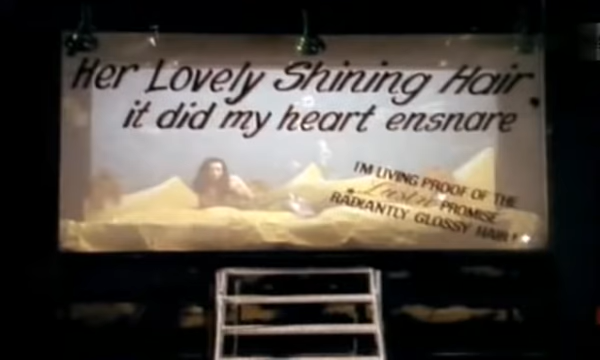 Her Lovely Shining Hair
it did my heart ensnare
I'M LIVING PROOF OF THE
Lustre PROMISE
RADIANTLY GLOSSY HAIR!